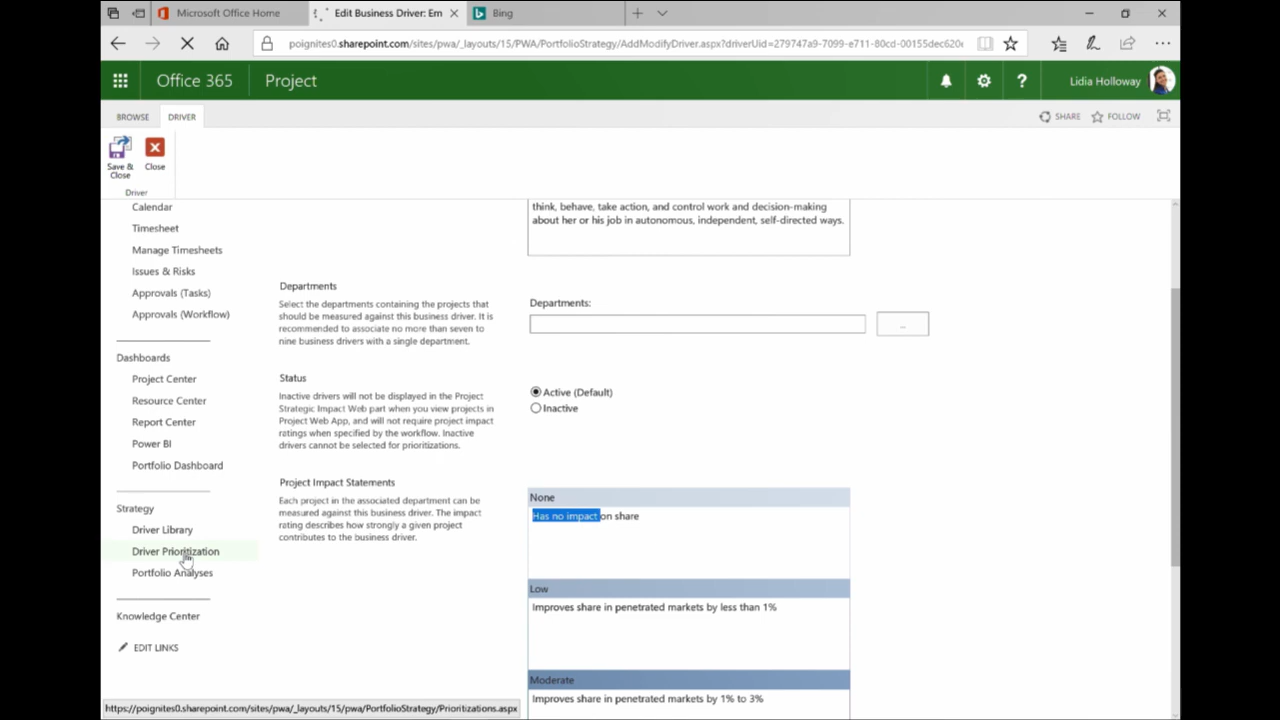 Microsoft Office Home
Edit Business Driver: Em
Bing
poignites0.sharepoint.com/sites/pwa/_layouts/15/PWA/PortfolioStrategy/AddModifyDriver.aspx?driverUid=279747a9-7099-e711-80cd-00155dec620
Office 365
Project
Lidia Holloway
BROWSE
DRIVER
SHARE
FOLLOW
Save &
Close
Close
Driver
Calendar
Timesheet
Manage Timesheets
Issues & Risks
Approvals (Tasks)
Approvals (Workflow)
Dashboards
Project Center
Resource Center
Report Center
Power BI
Portfolio Dashboard
Strategy
Driver Library
Driver Prioritization
Portfolio Analyses
Knowledge Center
EDIT LINKS
think, behave, take action, and control work and decision-making
about her or his job in autonomous, independent, self-directed ways.
Departments
Select the departments containing the projects that
should be measured against this business driver. It is
recommended to associate no more than seven to
nine business drivers with a single department.
Departments:
...
Status
Inactive drivers will not be displayed in the Project
Strategic Impact Web part when you view projects in
Project Web App, and will not require project impact
ratings when specified by the workflow. Inactive
drivers cannot be selected for prioritizations.
Active (Default)
Inactive
Project Impact Statements
Each project in the associated department can be
measured against this business driver. The impact
rating describes how strongly a given project
contributes to the business driver.
None
Has no impact on share
Low
Improves share in penetrated markets by less than 1%
Moderate
Improves share in penetrated markets by 1% to 3%
https://poignites0.sharepoint.com/sites/pwa/_layouts/15/pwa/PortfolioStrategy/Prioritizations.aspx